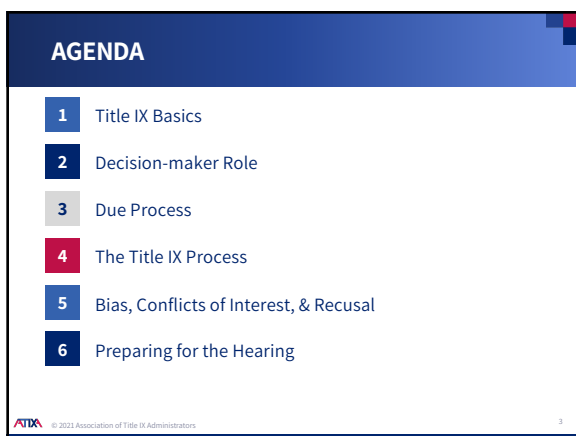 AGENDA
1 Title IX Basics
2 Decision-maker Role
3 Due Process
4 The Title IX Process
5 Bias, Conflicts of Interest, & Recusal
6 Preparing for the Hearing
ATIXA © 2021 Association of Title IX Administrators 3